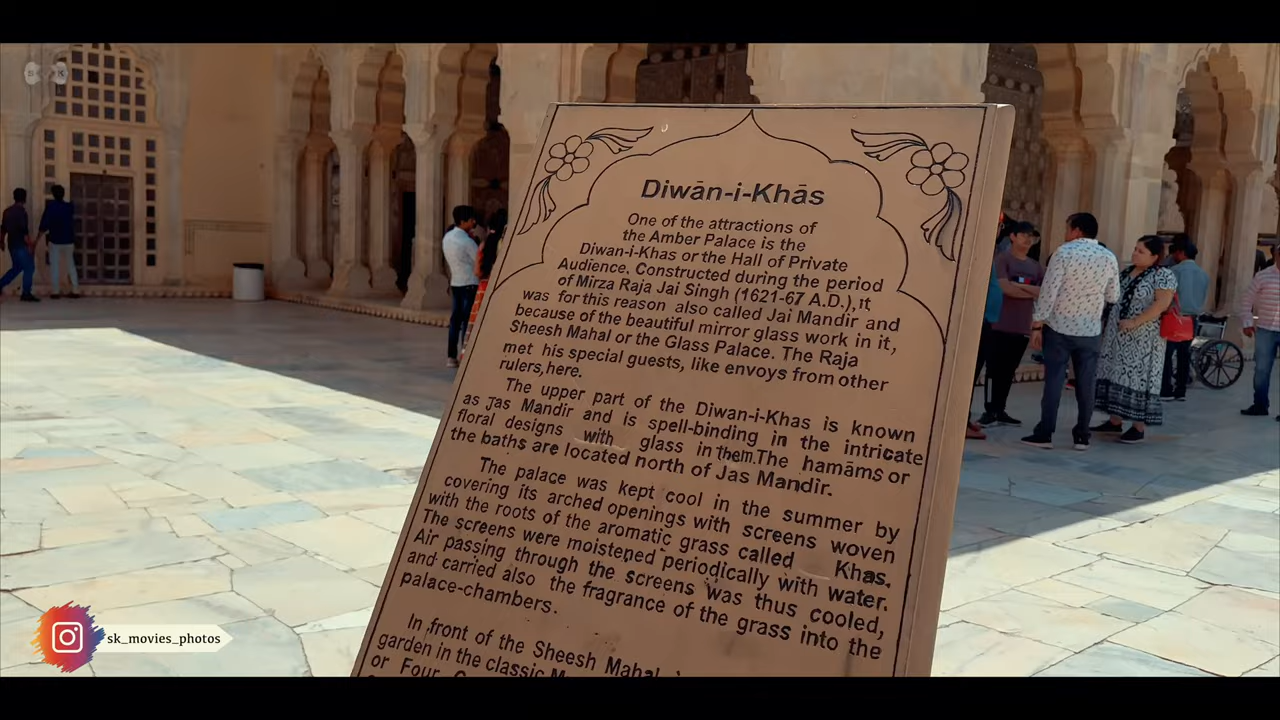 Diwān-i-Khās
One of the attractions of
the Amber Palace is the
Diwan-i-Khas or the Hall of Private
Audience. Constructed during the period
of Mirza Raja Jai Singh (1621-67 A.D.), it
was for this reason also called Jai Mandir and
because of the beautiful mirror glass work in it,
Sheesh Mahal or the Glass Palace. The Raja
met his special guests, like envoys from other
rulers, here.
The upper part of the Diwan-i-Khas is known
as Jas Mandir and is spell-binding in the intricate
floral designs with glass in them. The hamāms or
the baths are located north of Jas Mandir.
The palace was kept cool in the summer by
covering its arched openings with screens woven
with the roots of the aromatic grass called Khas.
The screens were moistened periodically with water.
Air passing through the screens was thus cooled,
and carried also the fragrance of the grass into the
palace-chambers.
In front of the Sheesh Mahal
garden in the classic
or Four
sk_movies_photos